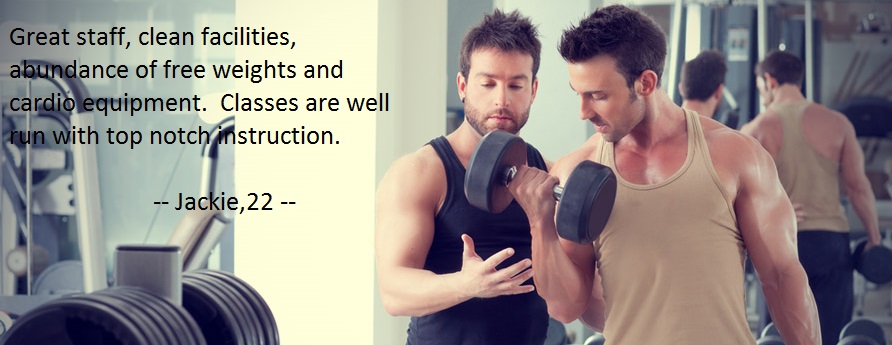 Great staff, clean facilities,
abundance of free weights and
cardio equipment.  Classes are well
run with top notch instruction.
-- Jackie,22 --